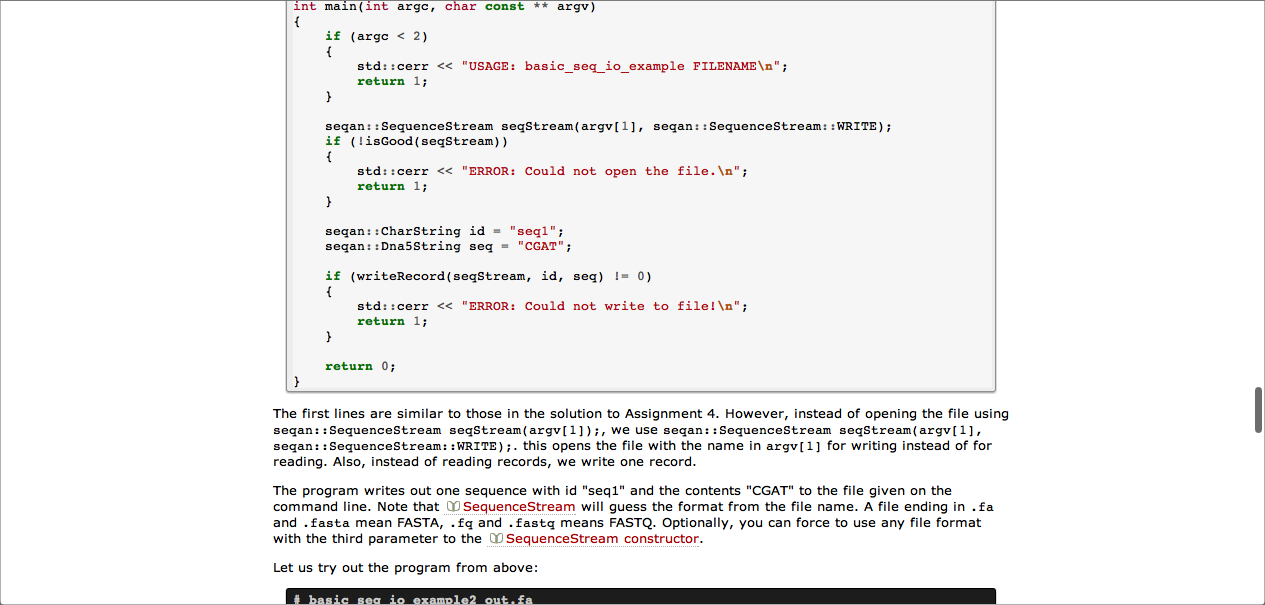 int main(int argc, char const ** argv)
{
    if (argc < 2)
    {
        std::cerr << "USAGE: basic_seq_io_example FILENAME\n";
        return 1;
    }

    seqan::SequenceStream seqStream(argv[1], seqan::SequenceStream::WRITE);
    if (!isGood(seqStream))
    {
        std::cerr << "ERROR: Could not open the file.\n";
        return 1;
    }

    seqan::CharString id = "seq1";
    seqan::Dna5String seq = "CGAT";

    if (writeRecord(seqStream, id, seq) != 0)
    {
        std::cerr << "ERROR: Could not write to file!\n";
        return 1;
    }

    return 0;
}
The first lines are similar to those in the solution to Assignment 4. However, instead of opening the file using
seqan::SequenceStream seqStream(argv[1]);, we use seqan::SequenceStream seqStream(argv[1],
seqan::SequenceStream::WRITE);. this opens the file with the name in argv[1] for writing instead of for
reading. Also, instead of reading records, we write one record.
The program writes out one sequence with id "seq1" and the contents "CGAT" to the file given on the
command line. Note that SequenceStream will guess the format from the file name. A file ending in .fa
and .fasta mean FASTA, .fq and .fastq means FASTQ. Optionally, you can force to use any file format
with the third parameter to the SequenceStream constructor.
Let us try out the program from above:
# basic_seq_io_example2 out.fa